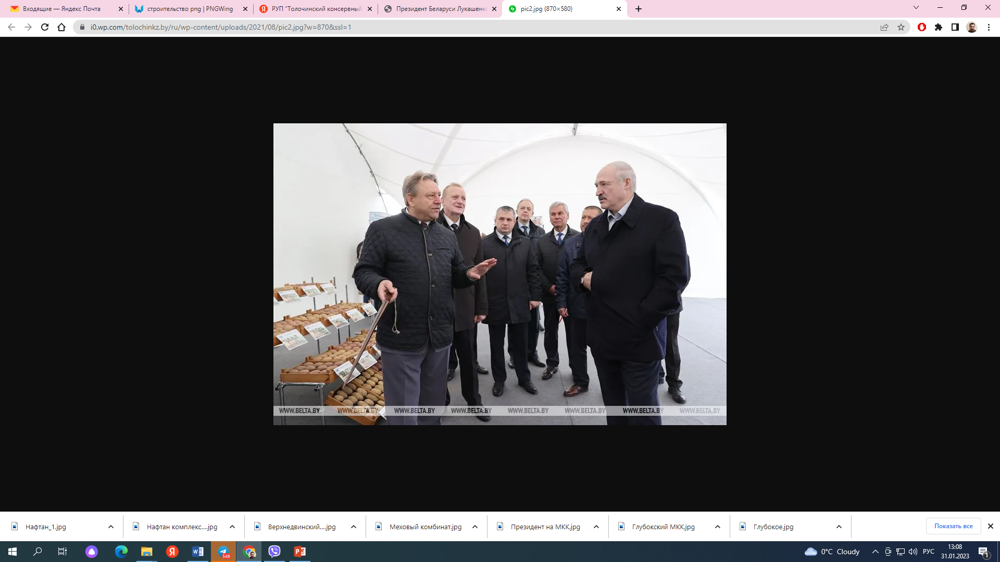 Входящие — Яндекс Почта
строительство png | PNGWing
РУП "Толочинский консервный
Президент Беларуси Лукашенко
pic2.jpg (870×580)
i0.wp.com/tolochinkz.by/ru/wp-content/uploads/2021/08/pic2.jpg?w=870&ssl=1
WWW.BELTA.BY WWW.BELTA.BY WWW.BELTA.BY WWW.BELTA.BY WWW.BELTA.BY WWW.BELTA.BY WWW.BELTA.BY WWW.BELTA.BY
Нафтан_1.jpg
Нафтан комплекс....jpg
Верхнедвинский....jpg
Меховый комбинат.jpg
Президент на МКК.jpg
Глубокский МКК.jpg
Глубокое.jpg
Показать все
548
0°C Cloudy
РУС
13:08
31.01.2023
1